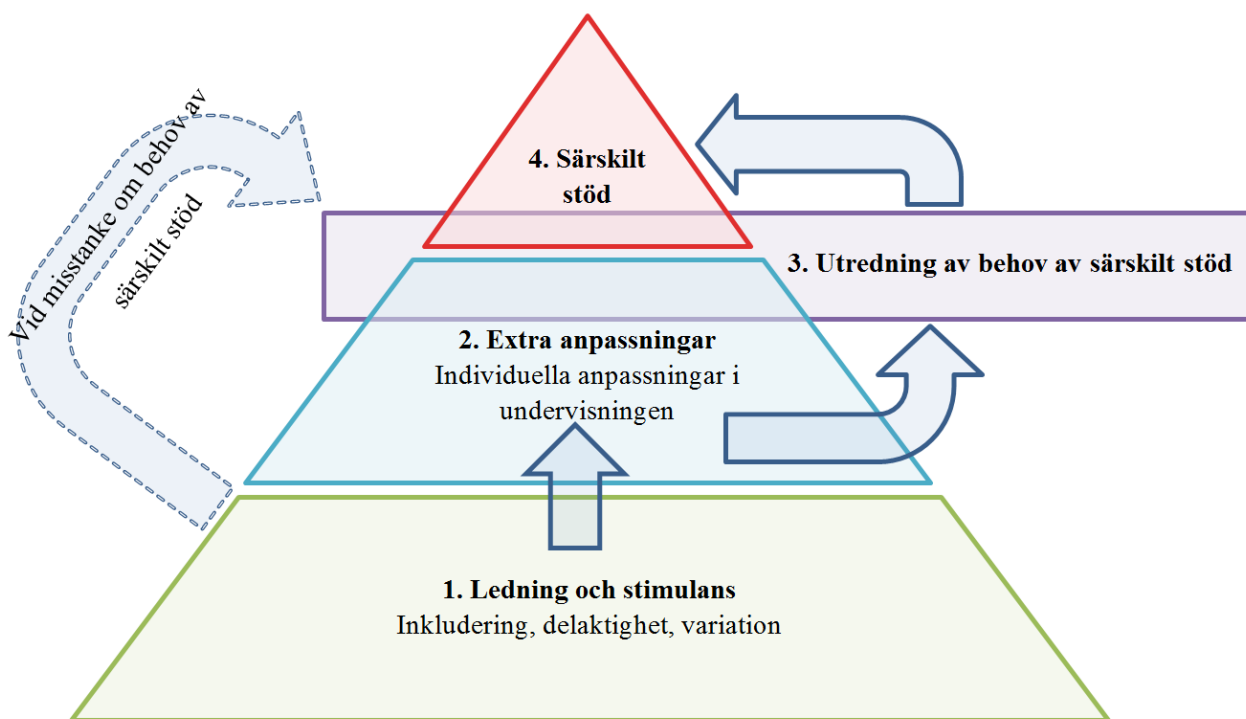 Vid misstanke om behov av
särskilt stöd
4. Särskilt
stöd
3. Utredning av behov av särskilt stöd
2. Extra anpassningar
Individuella anpassningar i
undervisningen
1. Ledning och stimulans
Inkludering, delaktighet, variation